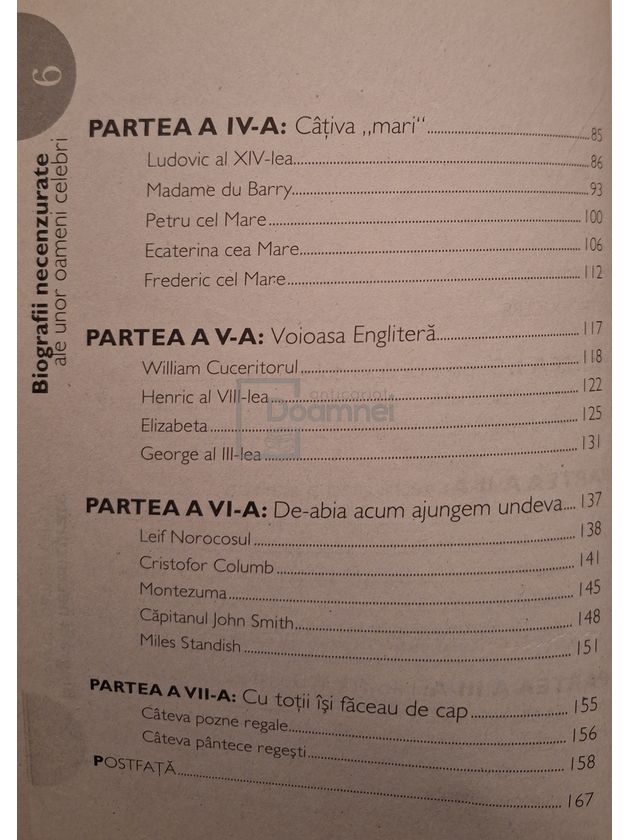 6
Biografii necenzurate
ale unor oameni celebri
PARTEA A IV-A: Câțiva „mari“ 85
Ludovic al XIV-lea 86
Madame du Barry 93
Petru cel Mare 100
Ecaterina cea Mare 106
Frederic cel Mare 112
PARTEA A V-A: Voioasa Engliteră 117
William Cuceritorul 118
Henric al VIII-lea 122
Elizabeta 125
George al III-lea 131
anticariat
Doamnei
PARTEA A VI-A: De-abia acum ajungem undeva 137
Leif Norocosul 138
Cristofor Columb 141
Montezuma 145
Căpitanul John Smith 148
Miles Standish 151
PARTEA A VII-A: Cu toții își făceau de cap 155
Câteva pozne regale 156
Câteva pântece regești 158
POSTFAȚĂ 167